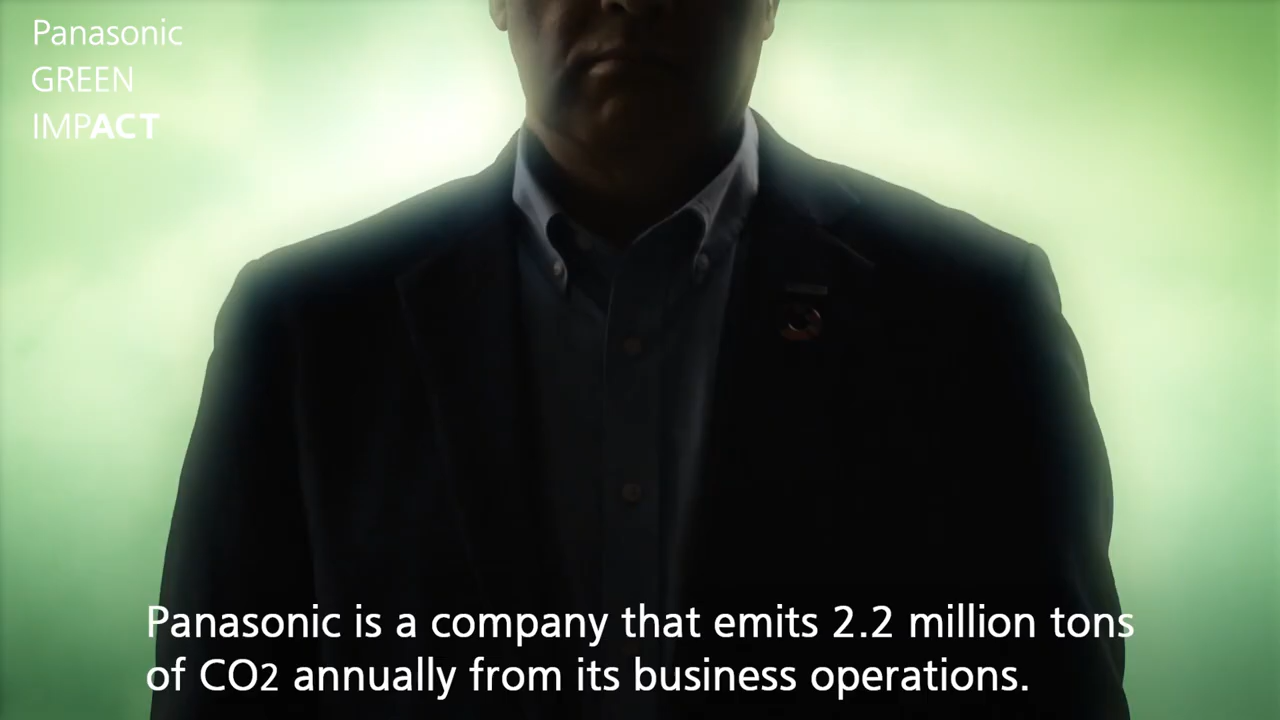 Panasonic
GREEN
IMPACT
Panasonic is a company that emits 2.2 million tons
of CO2 annually from its business operations.